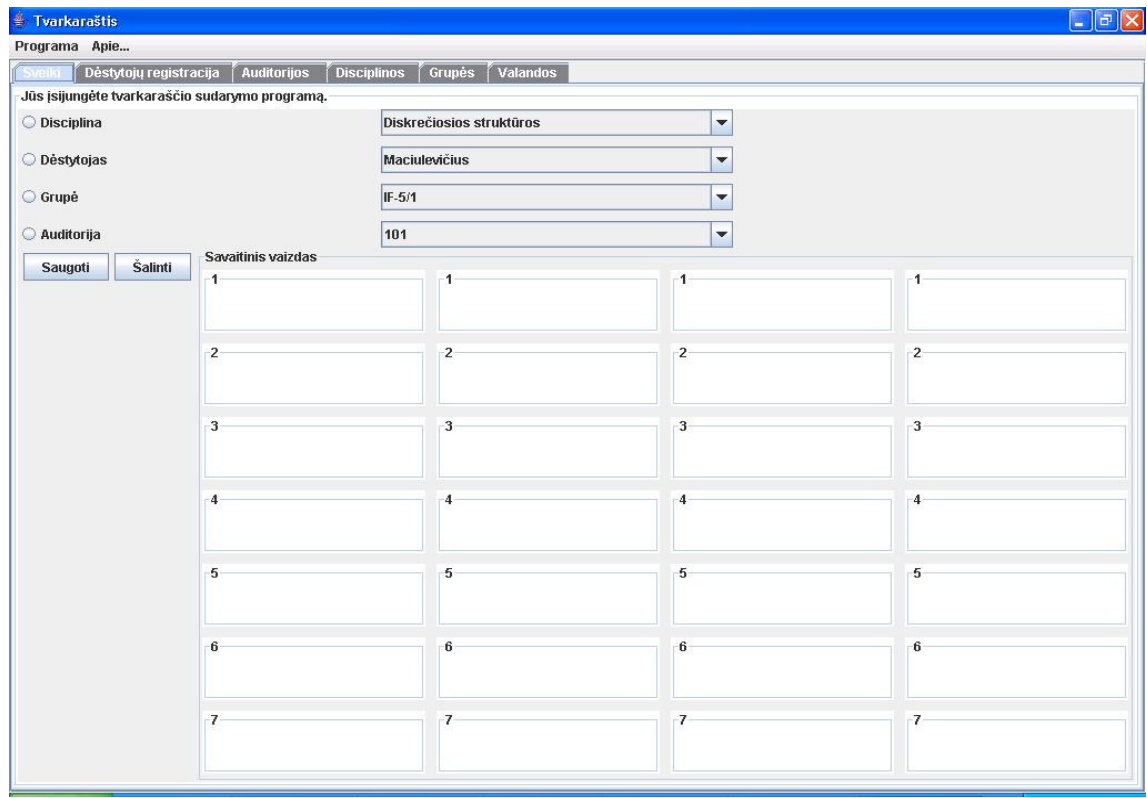 Tvarkaraštis
Programa Apie...
Sveiki Dėstytojų registracija Auditorijos Disciplinos Grupės Valandos
Jūs įsijungėte tvarkaraščio sudarymo programą.
Disciplina Diskrečiosios struktūros
Dėstytojas Maciulevičius
Grupė IF-5/1
Auditorija 101
Saugoti Šalinti Savaitinis vaizdas
1 1 1 1
2 2 2 2
3 3 3 3
4 4 4 4
5 5 5 5
6 6 6 6
7 7 7 7